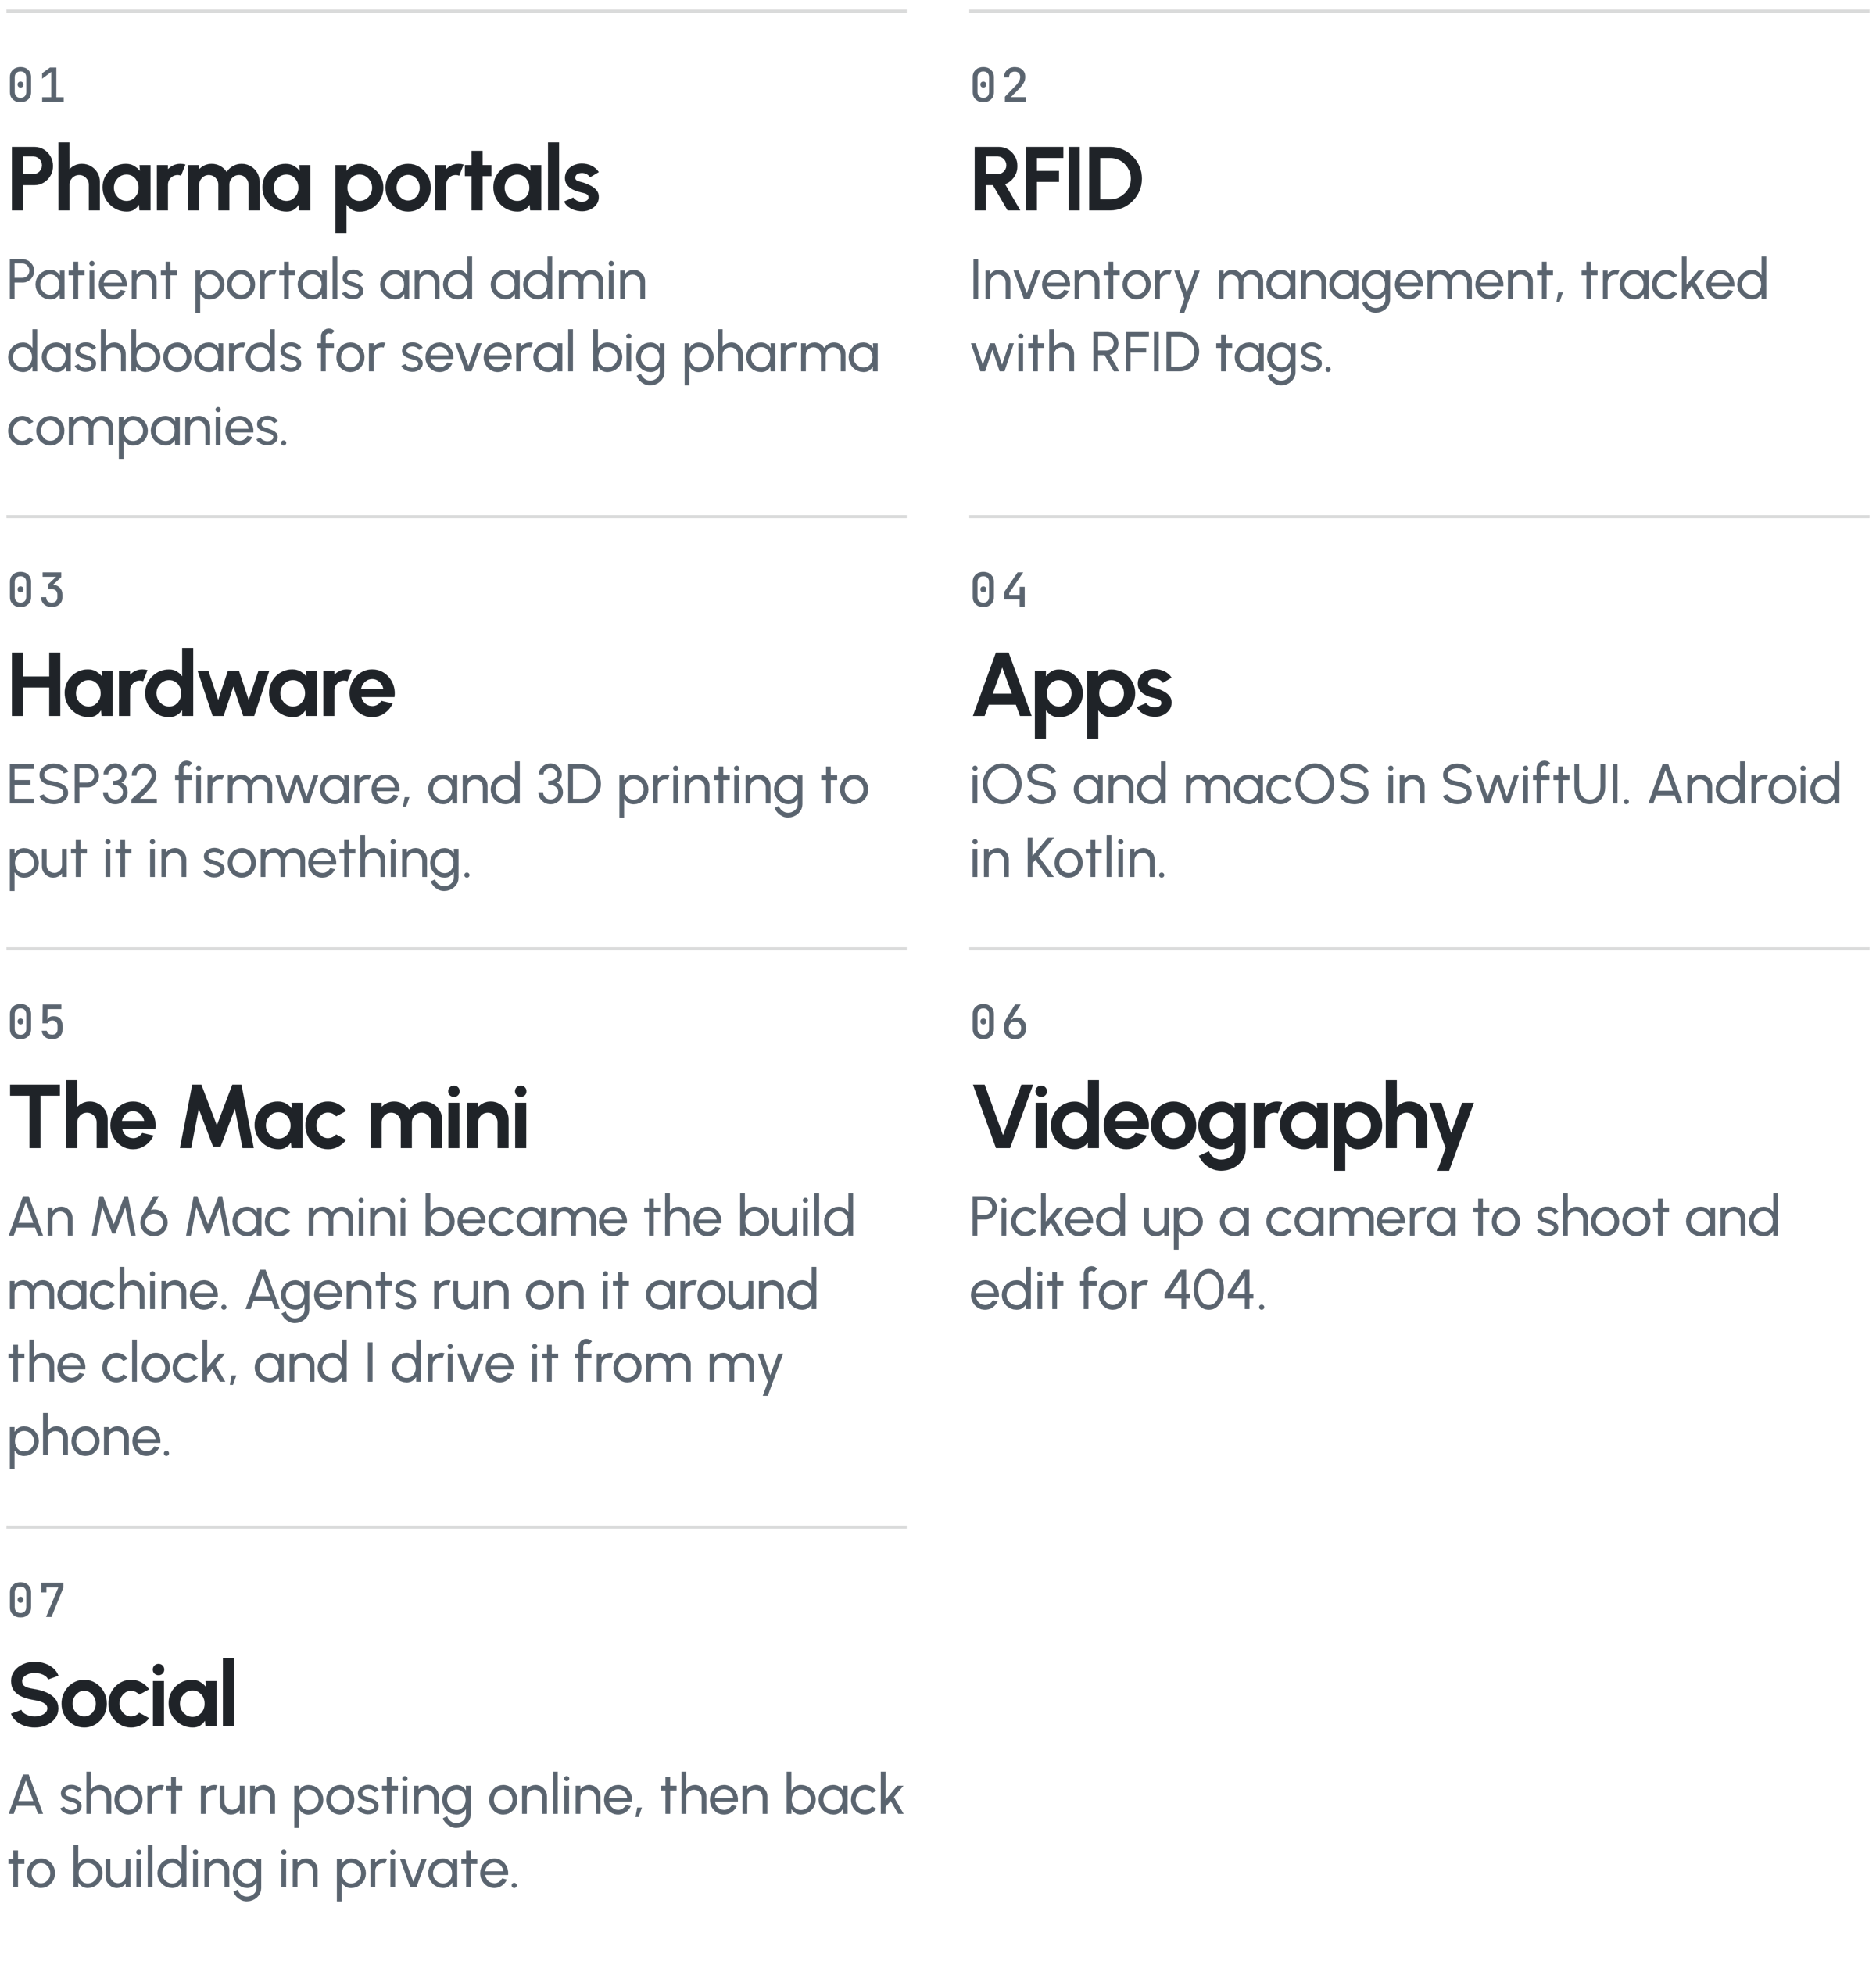 01
Pharma portals
Patient portals and admin
dashboards for several big pharma
companies.
02
RFID
Inventory management, tracked
with RFID tags.
03
Hardware
ESP32 firmware, and 3D printing to
put it in something.
04
Apps
iOS and macOS in SwiftUI. Android
in Kotlin.
05
The Mac mini
An M6 Mac mini became the build
machine. Agents run on it around
the clock, and I drive it from my
phone.
06
Videography
Picked up a camera to shoot and
edit for 404.
07
Social
A short run posting online, then back
to building in private.